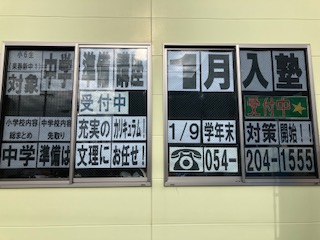 小6生
対象
中学
準備
講座
受付中
小学校内容
総まとめ
中学校内容
先取り
充実の
カリキュラム!
中学
準備は
文理に
お任せ!
1月
入塾
受付中★
1/9
学年末
対策
開始!!
☎054-
204-1555